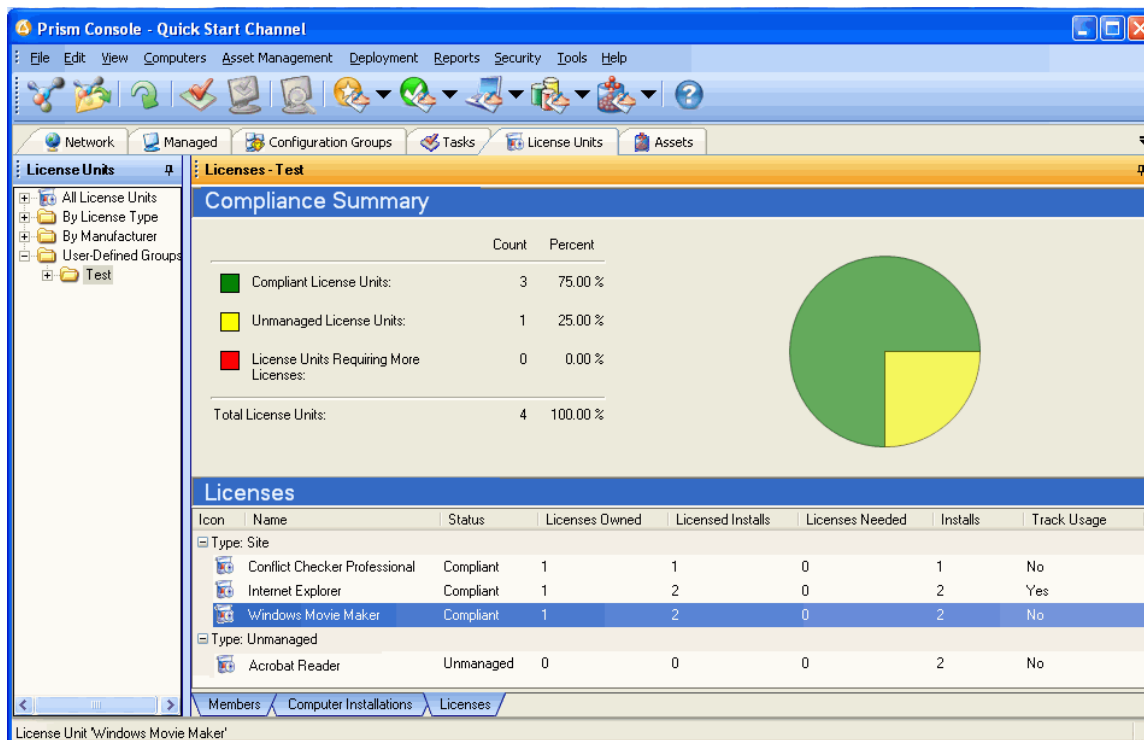 Prism Console - Quick Start Channel
File Edit View Computers Asset Management Deployment Reports Security Tools Help
Network Managed Configuration Groups Tasks License Units Assets
License Units
Licenses - Test
All License Units
By License Type
By Manufacturer
User-Defined Groups
Test
Compliance Summary
Count Percent
Compliant License Units: 3 75.00 %
Unmanaged License Units: 1 25.00 %
License Units Requiring More 0 0.00 %
Licenses:
Total License Units: 4 100.00 %
Licenses
Icon Name Status Licenses Owned Licensed Installs Licenses Needed Installs Track Usage
Type: Site
Conflict Checker Professional Compliant 1 1 0 1 No
Internet Explorer Compliant 1 2 0 2 Yes
Windows Movie Maker Compliant 1 2 0 2 No
Type: Unmanaged
Acrobat Reader Unmanaged 0 0 0 2 No
Members Computer Installations Licenses
License Unit 'Windows Movie Maker'